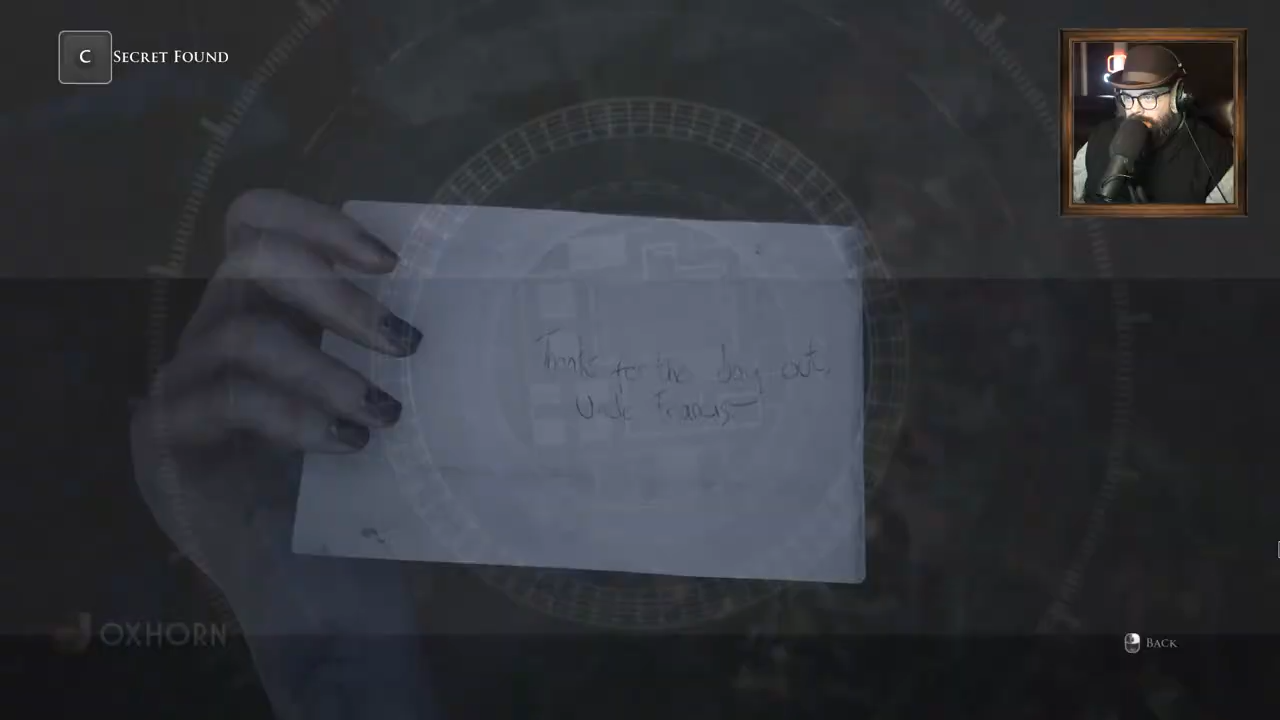 C SECRET FOUND
Thanks for the day out,
Uncle Francis
OXHORN
BACK